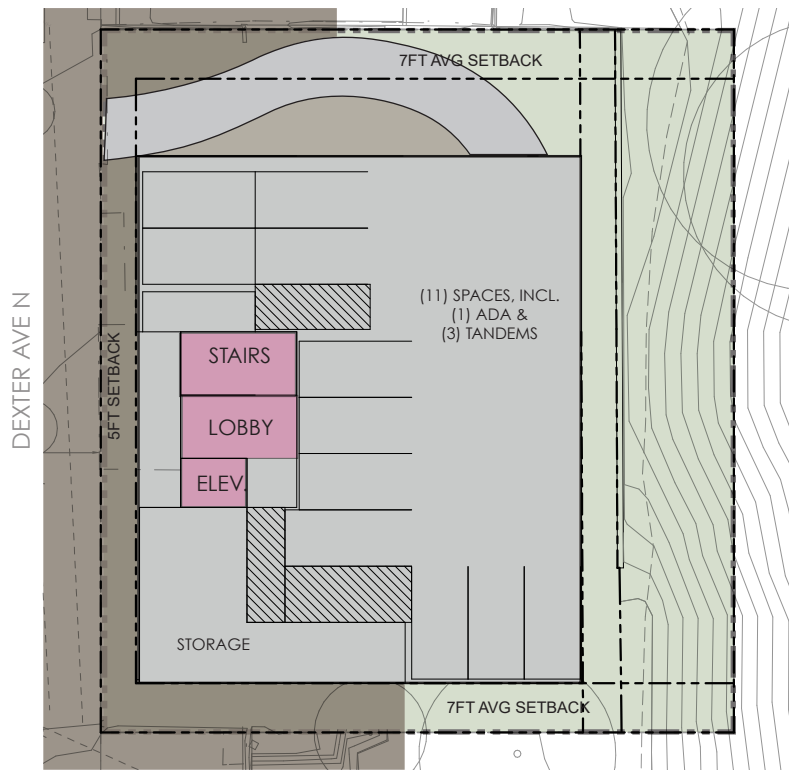 7FT AVG SETBACK
(11) SPACES, INCL.
(1) ADA &
(3) TANDEMS
DEXTER AVE N
5FT SETBACK
STAIRS
LOBBY
ELEV.
STORAGE
7FT AVG SETBACK